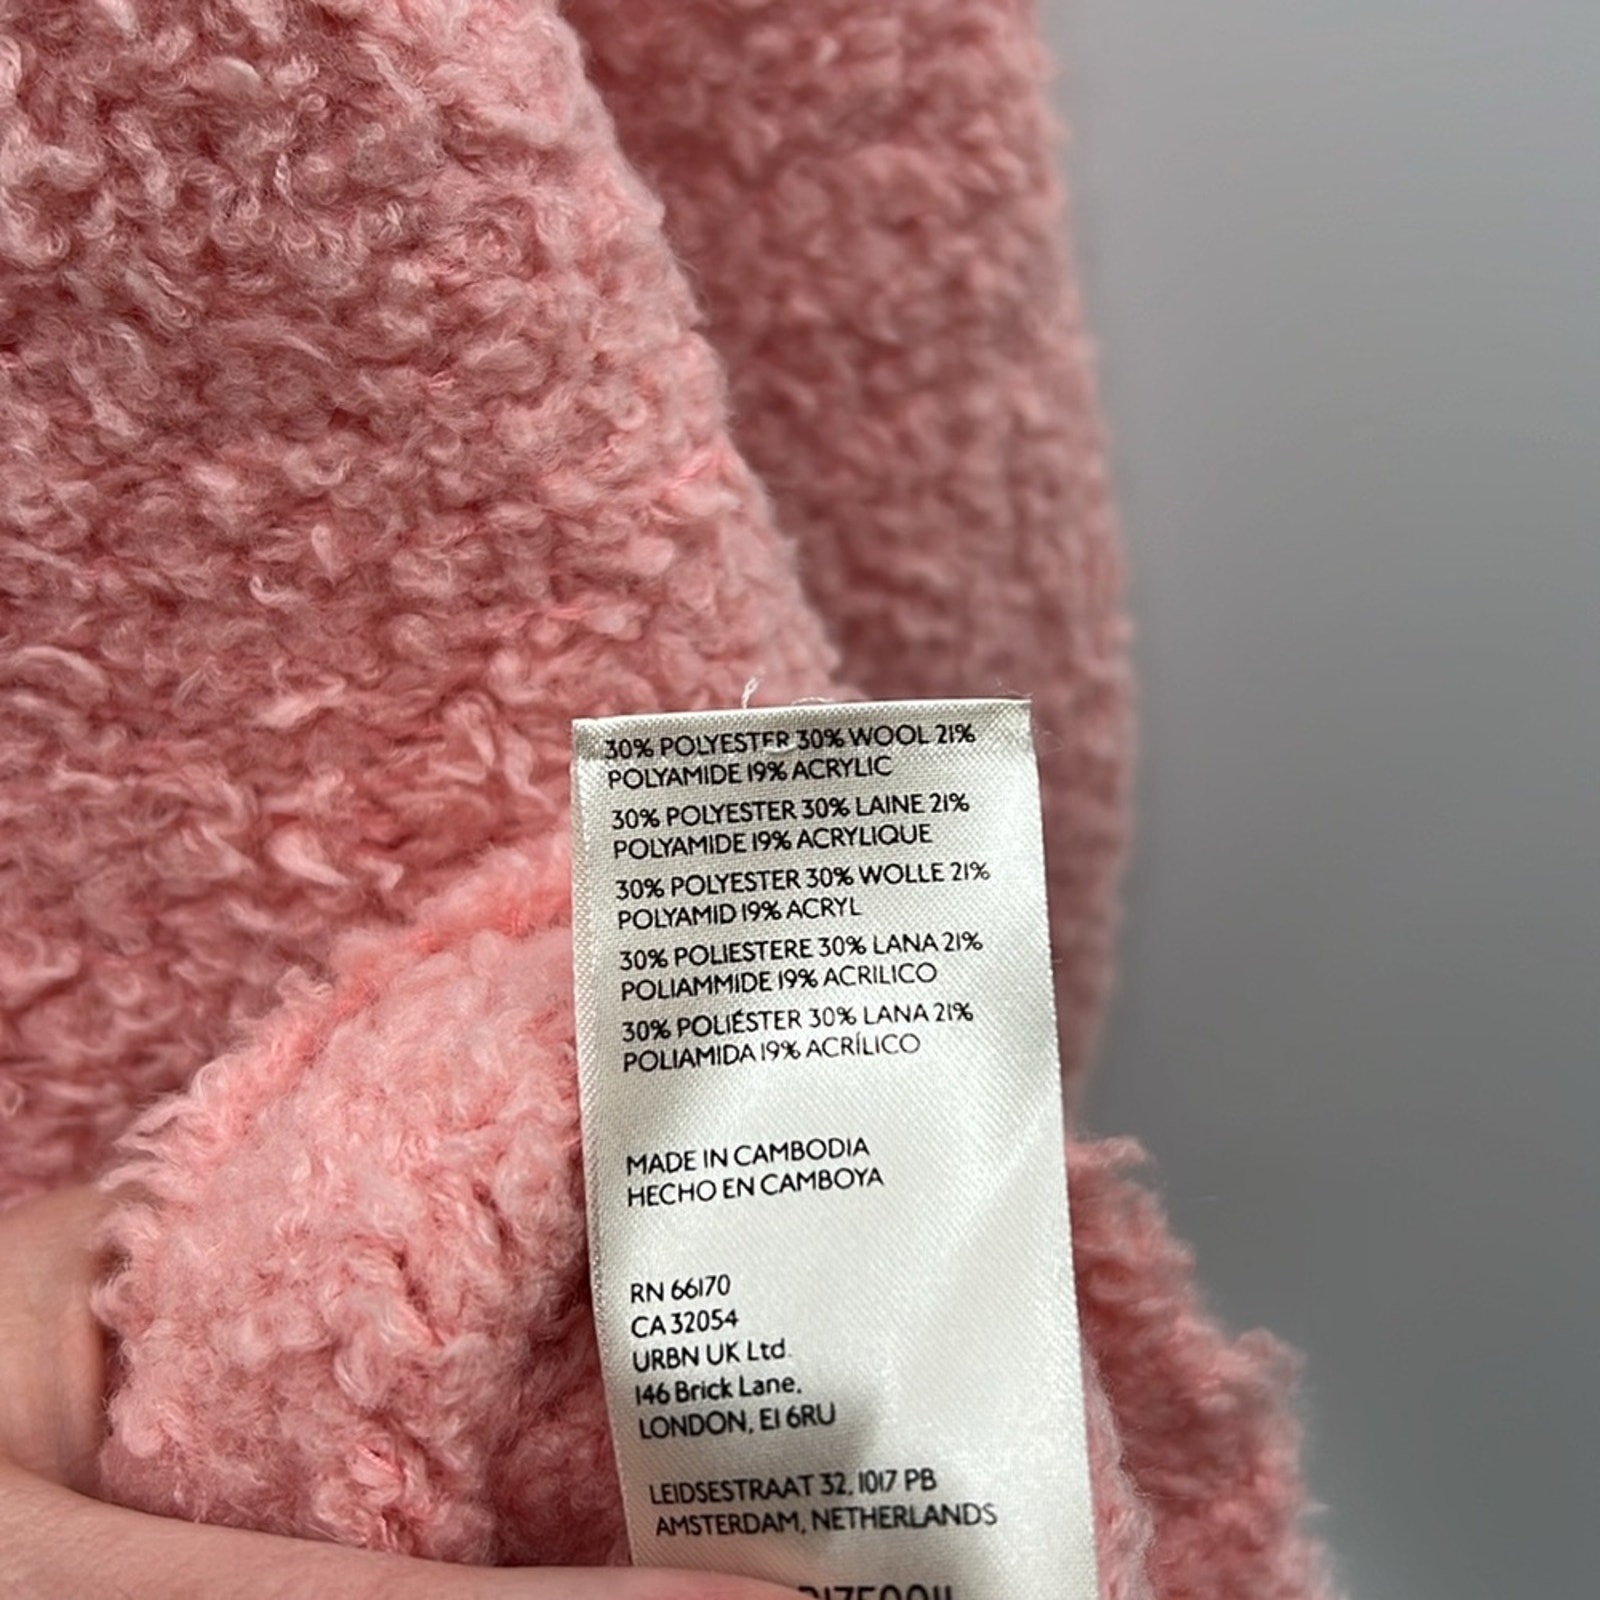 30% POLYESTER 30% WOOL 21%
POLYAMIDE 19% ACRYLIC
30% POLYESTER 30% LAINE 21%
POLYAMIDE 19% ACRYLIQUE
30% POLYESTER 30% WOLLE 21%
POLYAMID 19% ACRYL
30% POLIESTERE 30% LANA 21%
POLIAMMIDE 19% ACRILICO
30% POLIÉSTER 30% LANA 21%
POLIAMIDA 19% ACRÍLICO
MADE IN CAMBODIA
HECHO EN CAMBOYA
RN 66170
CA 32054
URBN UK Ltd.
146 Brick Lane,
LONDON, E1 6RU
LEIDSESTRAAT 32, 1017 PB
AMSTERDAM, NETHERLANDS